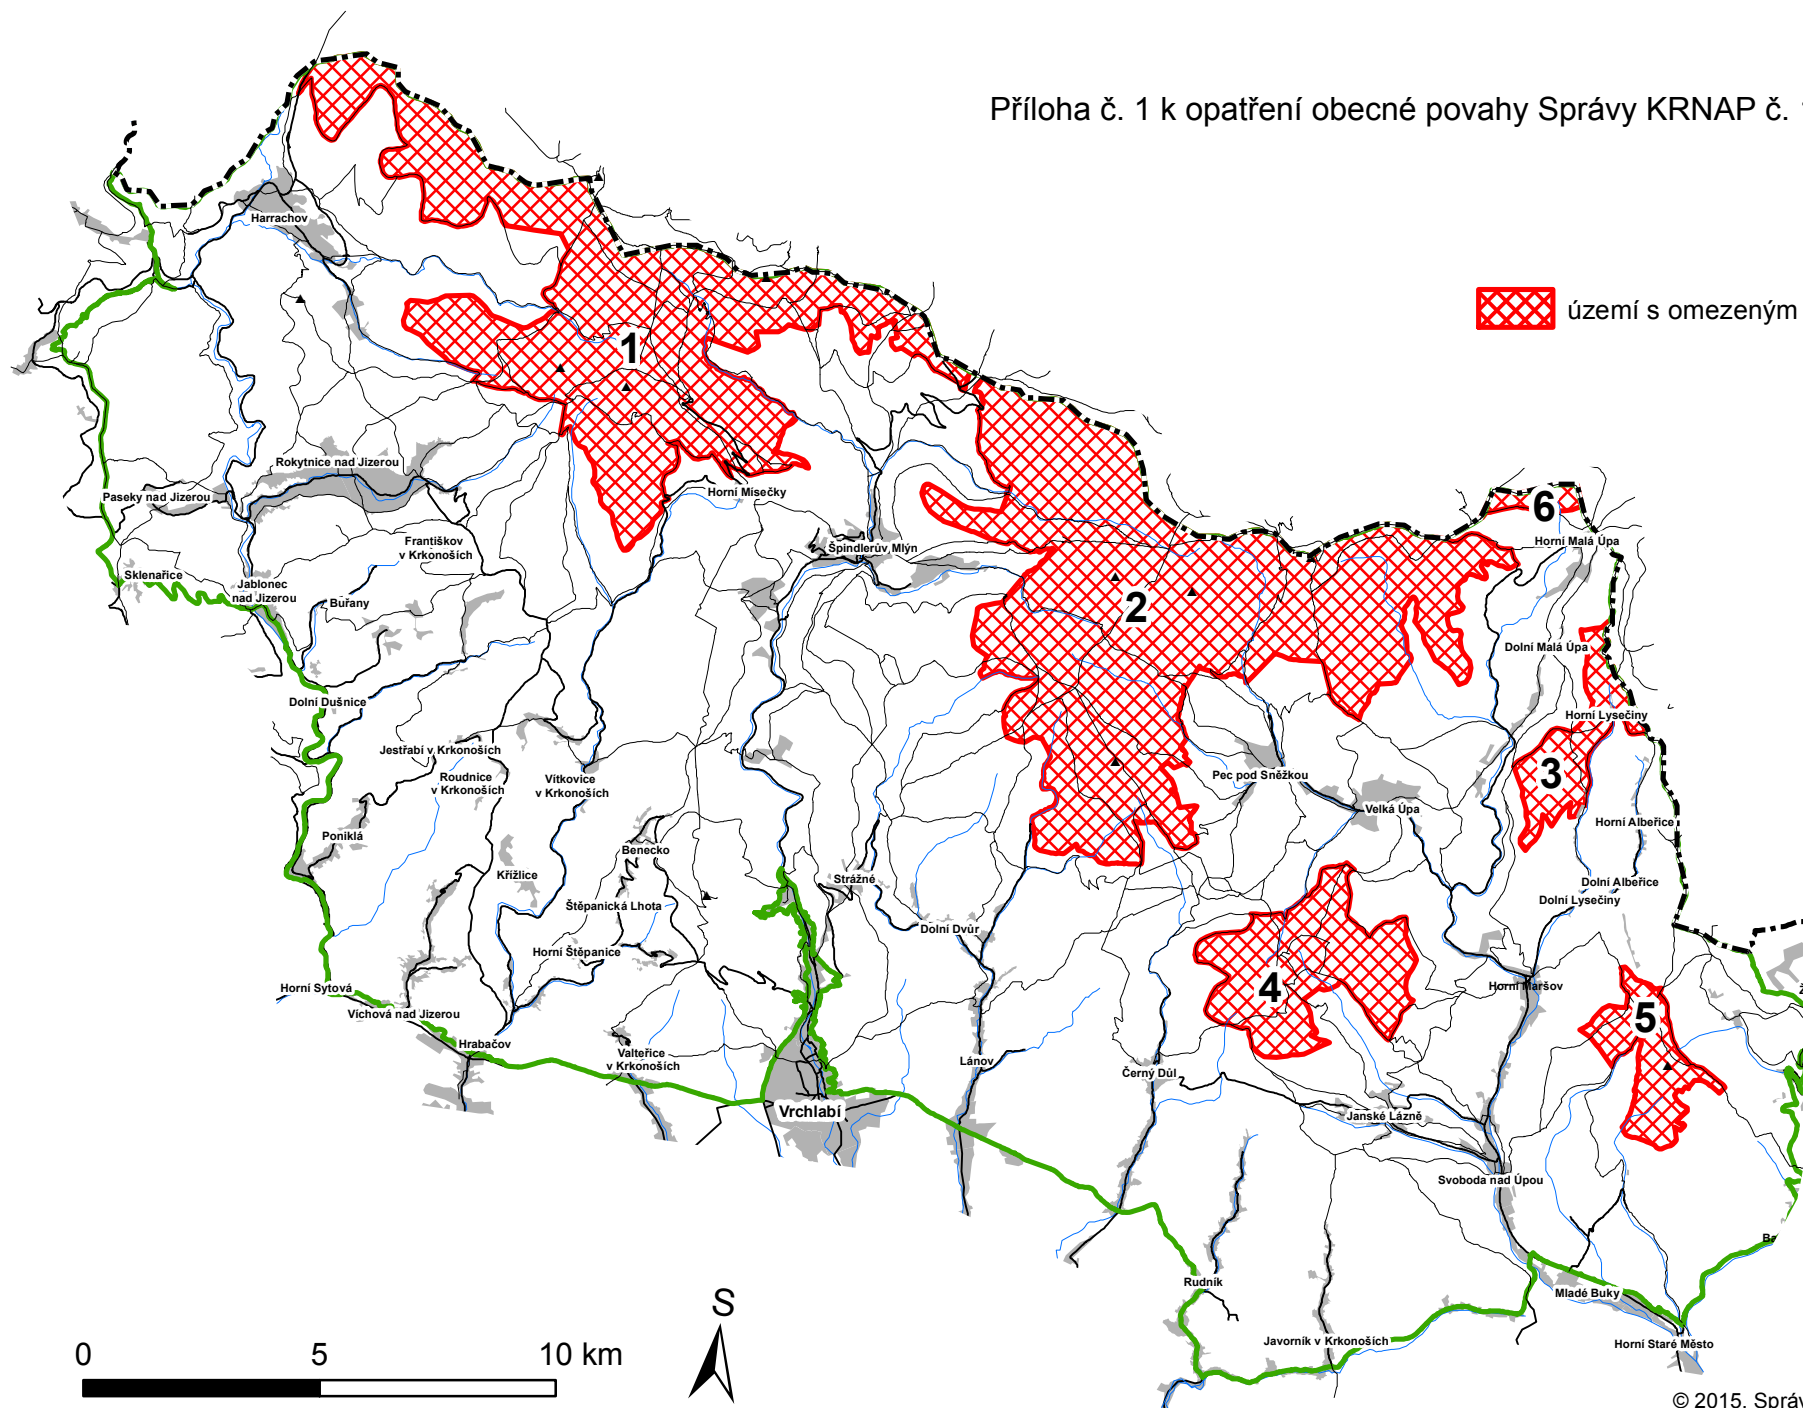 Příloha č. 1 k opatření obecné povahy Správy KRNAP č.
území s omezeným
Harrachov
1
Rokytnice nad Jizerou
Paseky nad Jizerou
Horní Mísečky
6
Františkov
v Krkonoších
Horní Malá Úpa
Špindlerův Mlýn
Sklenařice
Jablonec
nad Jizerou
Buřany
2
Dolní Malá Úpa
Dolní Dušnice
Horní Lysečiny
Jestřabí v Krkonoších
Roudnice
v Krkonoších
Vítkovice
v Krkonoších
Pec pod Sněžkou
3
Velká Úpa
Horní Albeřice
Poniklá
Benecko
Křížlice
Strážné
Dolní Albeřice
Dolní Lysečiny
Štěpanická Lhota
Dolní Dvůr
Horní Štěpanice
4
Horní Maršov
Horní Sytová
Víchová nad Jizerou
5
Hrabačov
Valteřice
v Krkonoších
Lánov
Černý Důl
Vrchlabí
Janské Lázně
Svoboda nad Úpou
Rudník
Mladé Buky
Javorník v Krkonoších
Horní Staré Město
S
0 5 10 km
© 2015, Správ